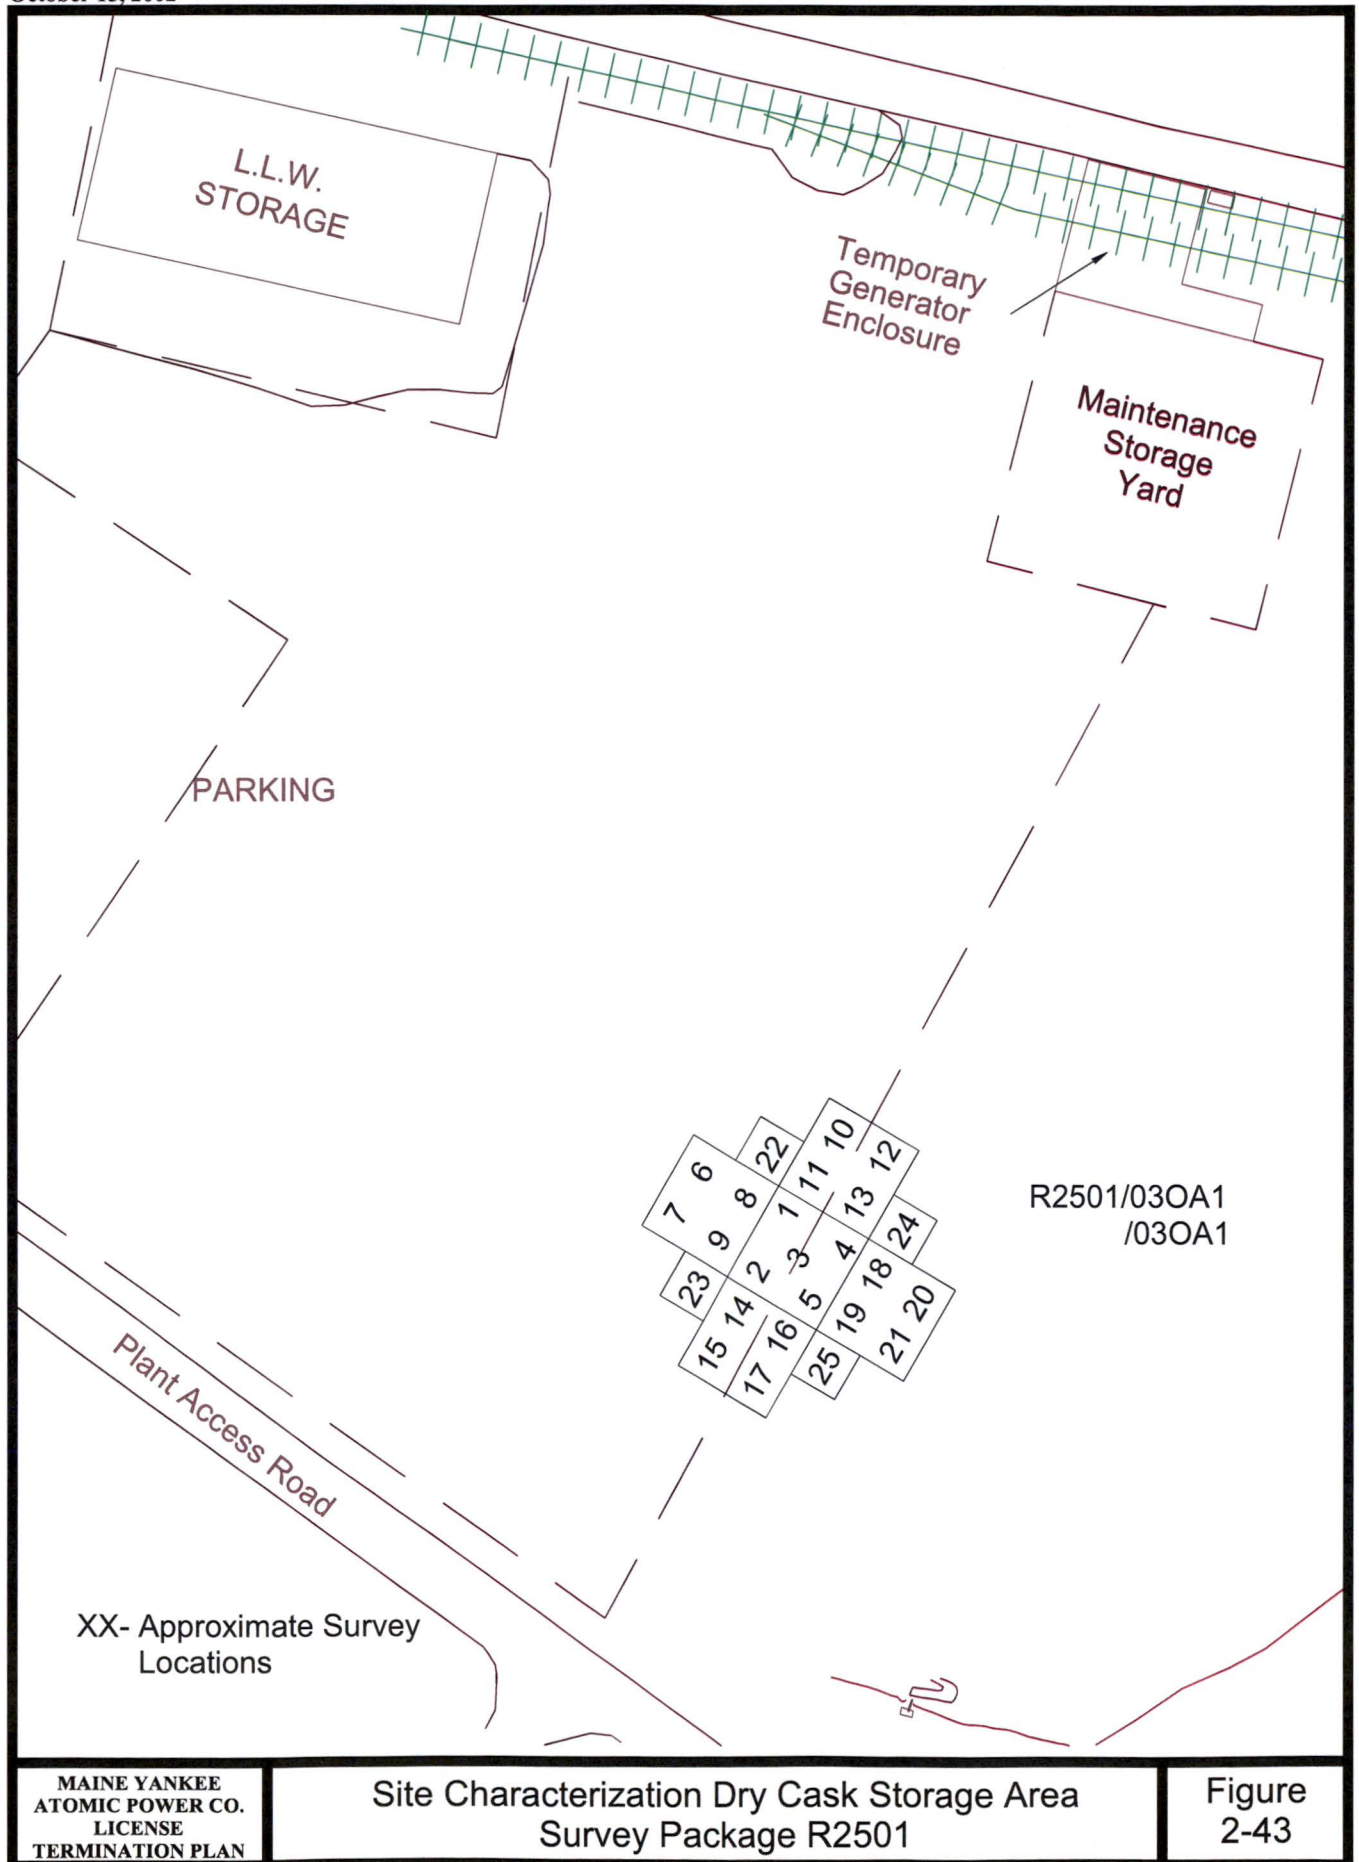 L.L.W.
STORAGE
Temporary
Generator
Enclosure
Maintenance
Storage
Yard
PARKING
10
11
12
22
6
13
8
1
7
24
9
4
3
2
18
23
20
5
14
19
16
21
15
25
17
R2501/03OA1
/03OA1
Plant Access Road
XX- Approximate Survey
Locations
MAINE YANKEE
ATOMIC POWER CO.
LICENSE
TERMINATION PLAN
Site Characterization Dry Cask Storage Area
Survey Package R2501
Figure
2-43